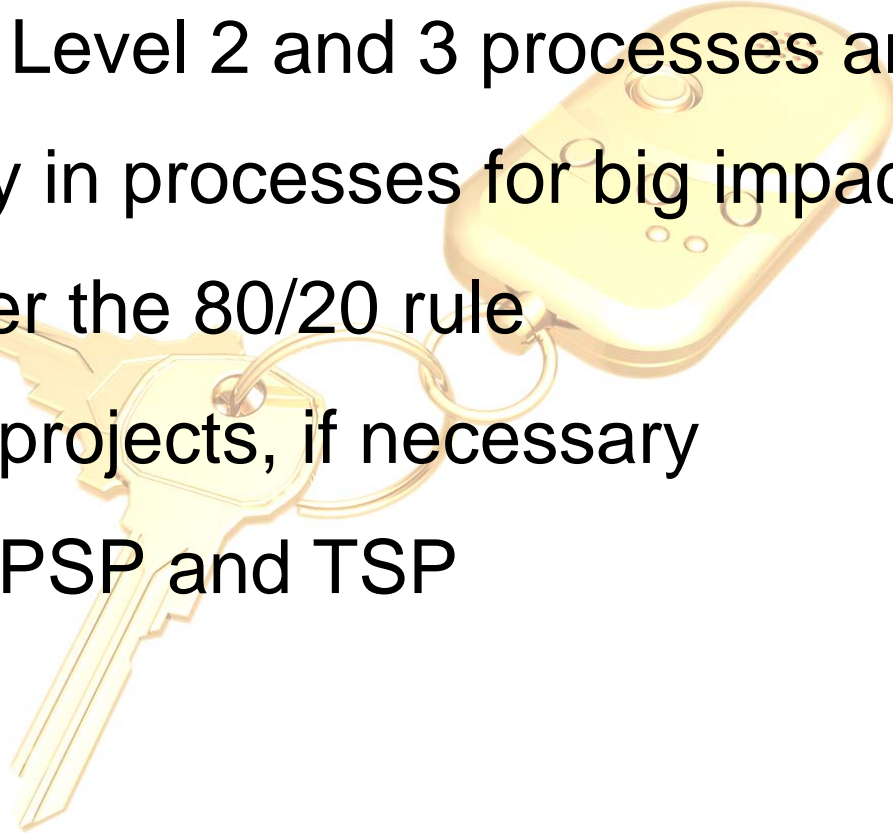 Level 2 and 3 processes ar
y in processes for big impac
er the 80/20 rule
projects, if necessary
PSP and TSP